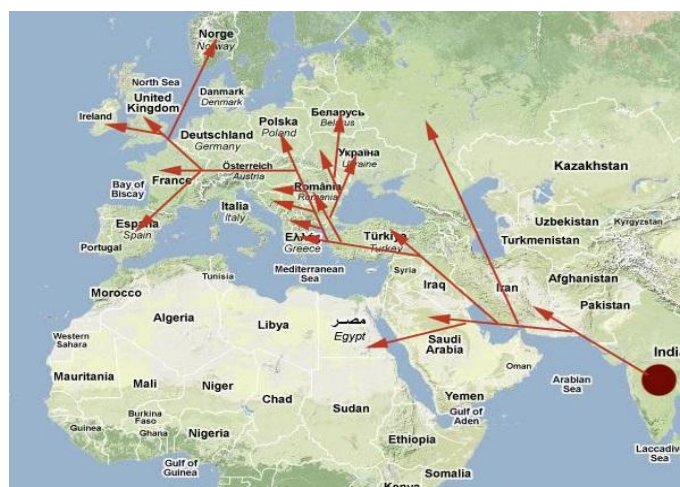 Norge
Norway
North Sea
Danmark
Denmark
United
Kingdom
Ireland
Polska
Poland
Беларусь
Belarus
Deutschland
Germany
Україна
Ukraine
Kazakhstan
Österreich
Austria
France
Bay of
Biscay
România
Romania
Italia
Italy
España
Spain
Portugal
Ελλάς
Greece
Türkiye
Turkey
Uzbekistan
Kyrgyzstan
Turkmenistan
Mediterranean
Sea
Syria
Tunisia
Morocco
Iraq
Iran
Afghanistan
Pakistan
Algeria
Libya
مصر
Egypt
Western
Sahara
Saudi
Arabia
Oman
India
Arabian
Sea
Mauritania
Mali
Niger
Chad
Sudan
Yemen
Gulf of
Aden
Burkina
Faso
Guinea
Ghana
Nigeria
Ethiopia
Laccadive
Sea
Gulf of
Guinea
Somalia
Kenya